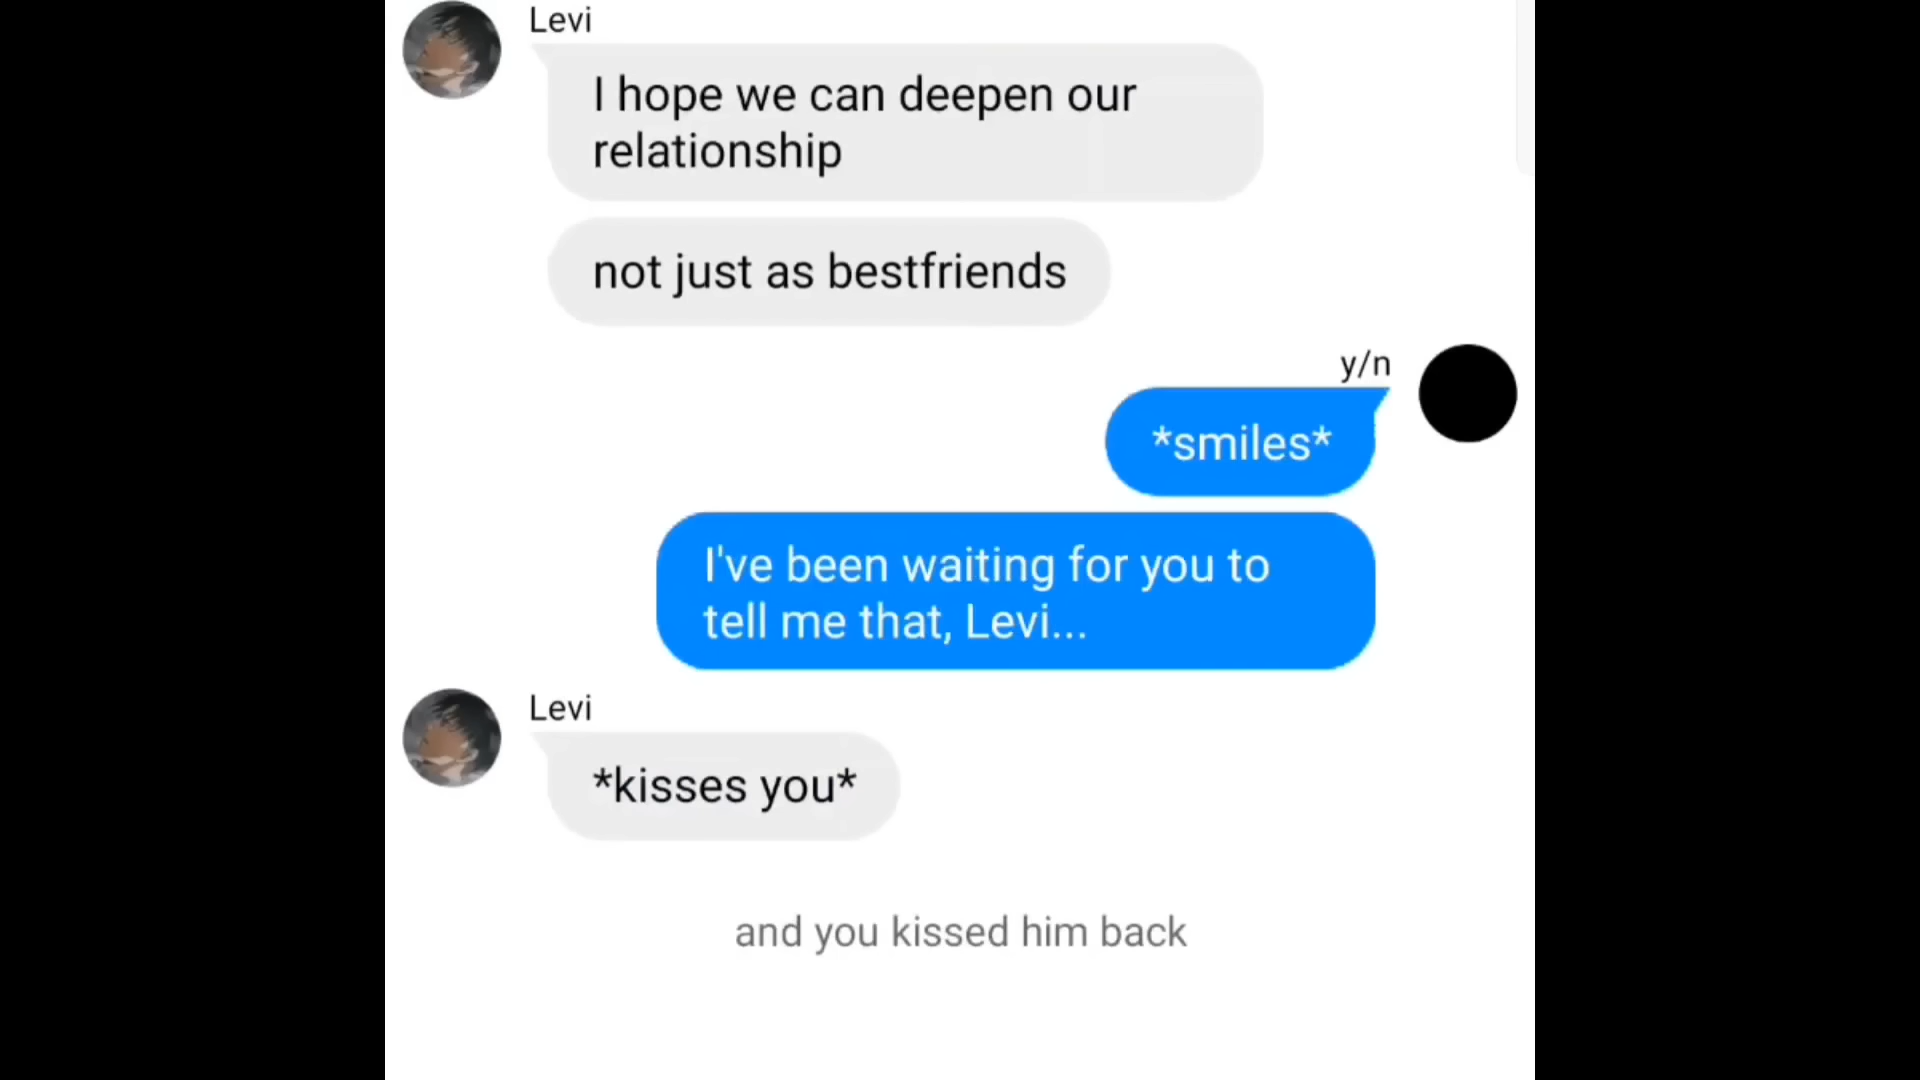 Levi
I hope we can deepen our
relationship
not just as bestfriends
y/n
*smiles*
I've been waiting for you to
tell me that, Levi...
Levi
*kisses you*
and you kissed him back